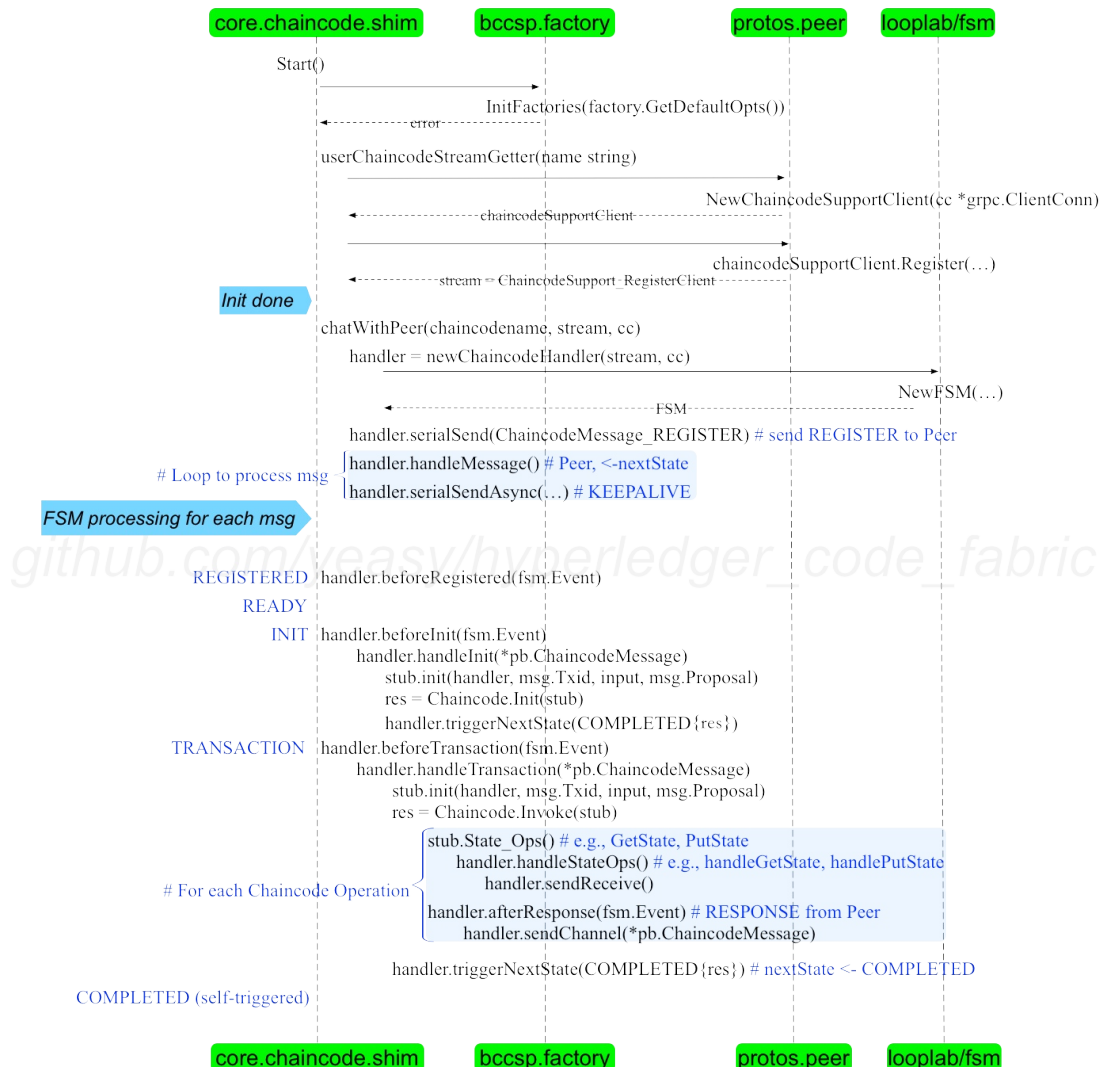 core.chaincode.shim bccsp.factory protos.peer looplab/fsm
Start()
InitFactories(factory.GetDefaultOpts())
error
userChaincodeStreamGetter(name string)
NewChaincodeSupportClient(cc *grpc.ClientConn)
chaincodeSupportClient
chaincodeSupportClient.Register(…)
stream = ChaincodeSupport_RegisterClient
Init done
chatWithPeer(chaincodename, stream, cc)
handler = newChaincodeHandler(stream, cc)
NewFSM(…)
FSM
handler.serialSend(ChaincodeMessage_REGISTER) # send REGISTER to Peer
handler.handleMessage() # Peer, <-nextState
# Loop to process msg
handler.serialSendAsync(…) # KEEPALIVE
FSM processing for each msg
github.com/yeasy/hyperledger_code_fabric
REGISTERED handler.beforeRegistered(fsm.Event)
READY
INIT handler.beforeInit(fsm.Event)
handler.handleInit(*pb.ChaincodeMessage)
stub.init(handler, msg.Txid, input, msg.Proposal)
res = Chaincode.Init(stub)
handler.triggerNextState(COMPLETED{res})
TRANSACTION handler.beforeTransaction(fsm.Event)
handler.handleTransaction(*pb.ChaincodeMessage)
stub.init(handler, msg.Txid, input, msg.Proposal)
res = Chaincode.Invoke(stub)
stub.State_Ops() # e.g., GetState, PutState
handler.handleStateOps() # e.g., handleGetState, handlePutState
handler.sendReceive()
# For each Chaincode Operation
handler.afterResponse(fsm.Event) # RESPONSE from Peer
handler.sendChannel(*pb.ChaincodeMessage)
handler.triggerNextState(COMPLETED{res}) # nextState <- COMPLETED
COMPLETED (self-triggered)
core.chaincode.shim bccsp.factory protos.peer looplab/fsm